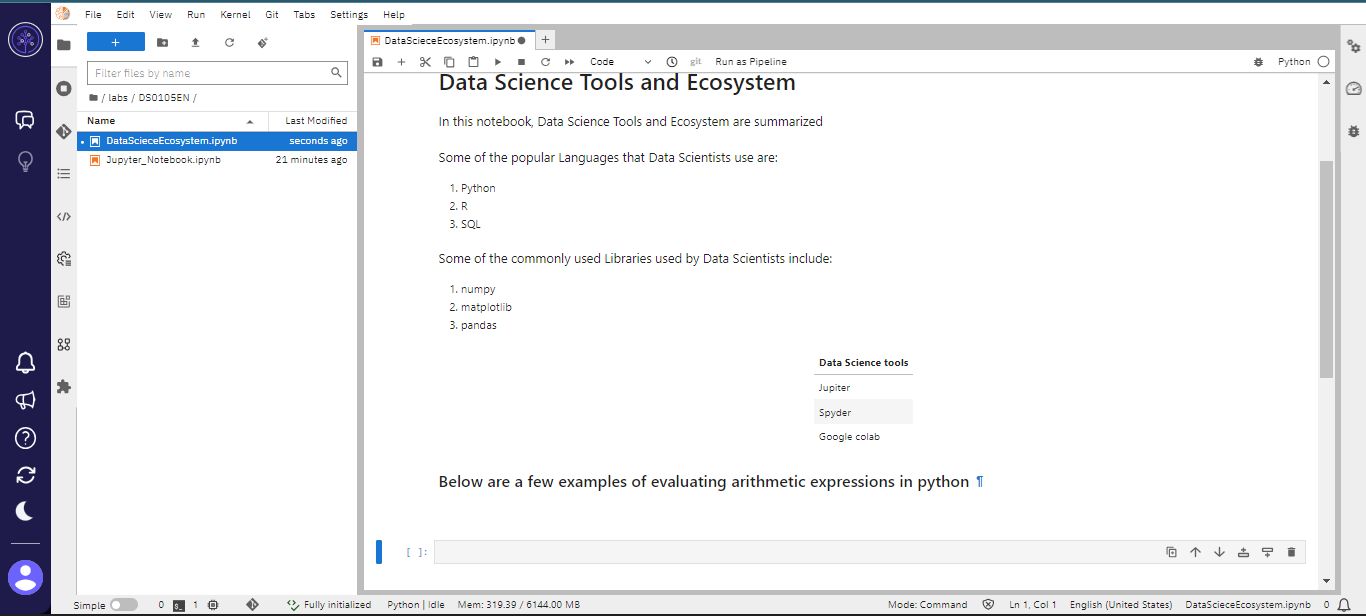 File Edit View Run Kernel Git Tabs Settings Help
+
Filter files by name
/ labs / DS0105EN /
Name Last Modified
DataScieceEcosystem.ipynb seconds ago
Jupyter_Notebook.ipynb 21 minutes ago
DataScieceEcosystem.ipynb
Code git Run as Pipeline Python
Data Science Tools and Ecosystem
In this notebook, Data Science Tools and Ecosystem are summarized
Some of the popular Languages that Data Scientists use are:
1. Python
2. R
3. SQL
Some of the commonly used Libraries used by Data Scientists include:
1. numpy
2. matplotlib
3. pandas
Data Science tools
Jupiter
Spyder
Google colab
Below are a few examples of evaluating arithmetic expressions in python ¶
[ ]:
Simple 0 1 Fully initialized Python | Idle Mem: 319.39 / 6144.00 MB Mode: Command Ln 1, Col 1 English (United States) DataScieceEcosystem.ipynb 0